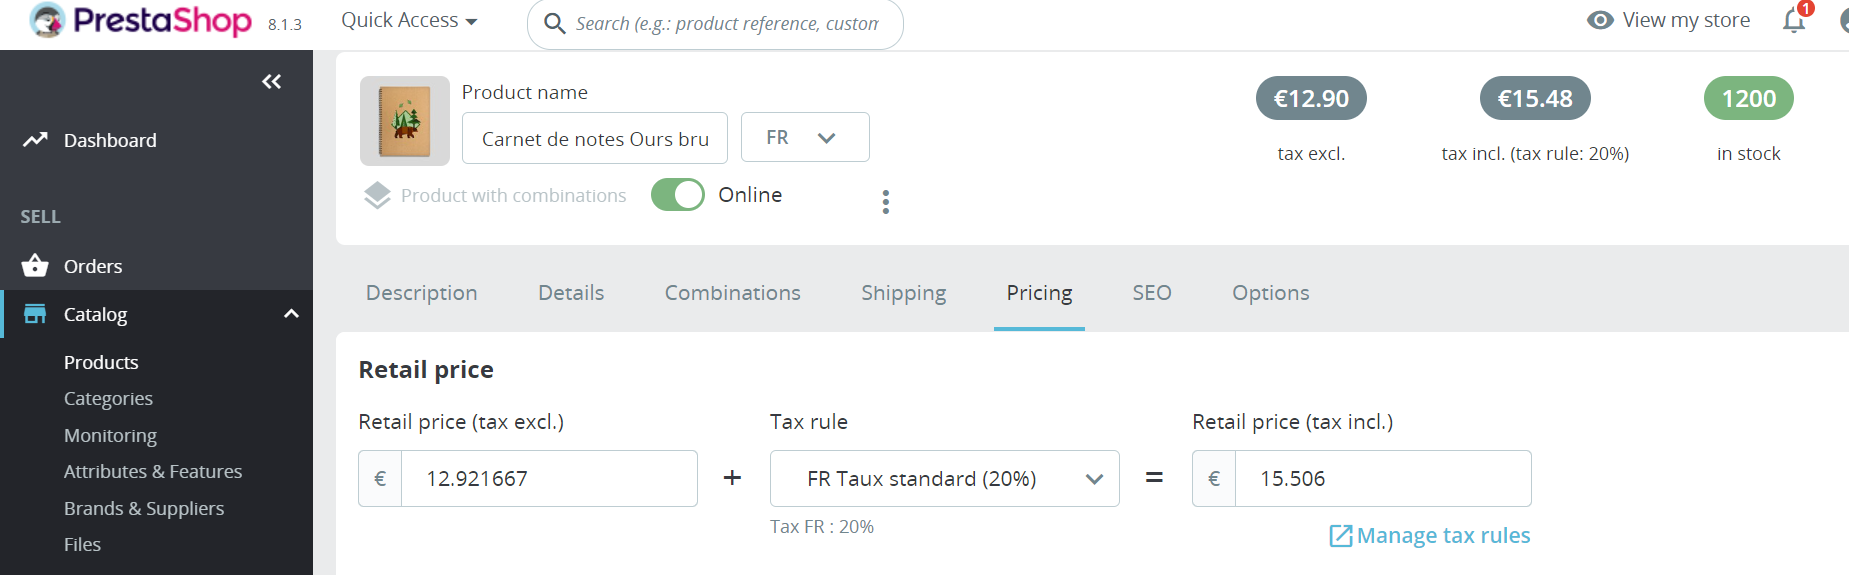 PrestaShop 8.1.3 Quick Access Search (e.g.: product reference, custom View my store 1
Dashboard
SELL
Orders
Catalog
Products
Categories
Monitoring
Attributes & Features
Brands & Suppliers
Files
Product name
Carnet de notes Ours bru FR
Product with combinations Online
€12.90 €15.48 1200
tax excl. tax incl. (tax rule: 20%) in stock
Description Details Combinations Shipping Pricing SEO Options
Retail price
Retail price (tax excl.) Tax rule Retail price (tax incl.)
€ 12.921667 + FR Taux standard (20%) = € 15.506
Tax FR : 20%
Manage tax rules